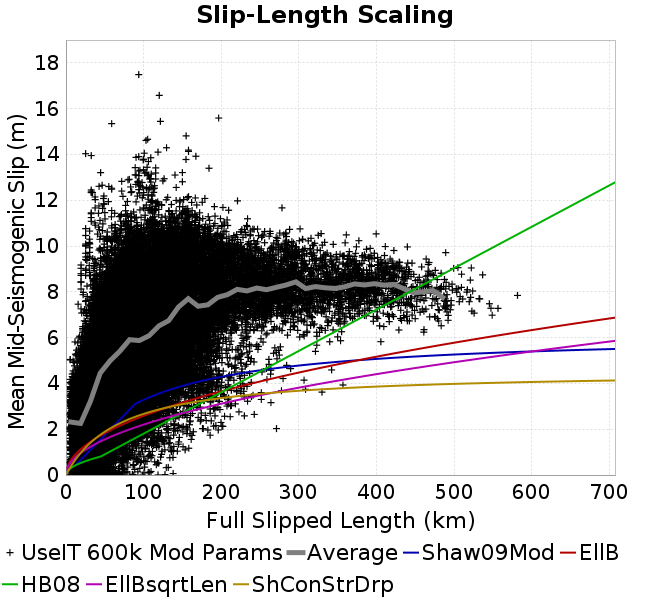 Slip-Length Scaling
Mean Mid-Seismogenic Slip (m)
18
16
14
12
10
8
6
4
2
0
0 100 200 300 400 500 600 700
Full Slipped Length (km)
UseIT 600k Mod Params Average Shaw09Mod EllB
HB08 EllBsqrtLen ShConStrDrp